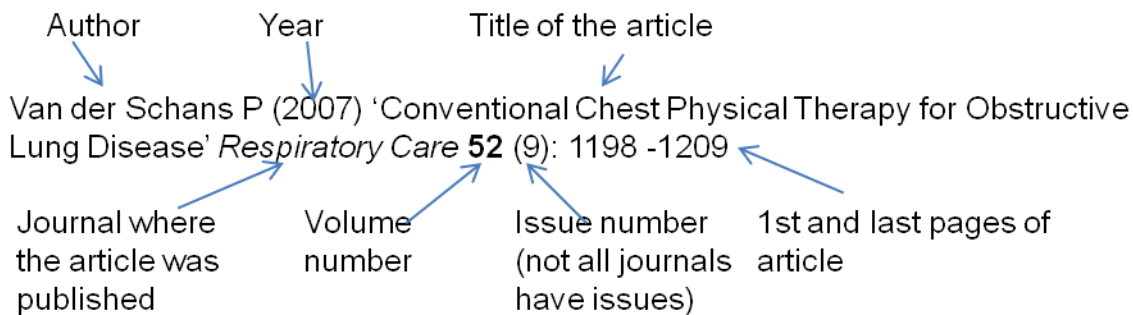 Author Year Title of the article
Van der Schans P (2007) ‘Conventional Chest Physical Therapy for Obstructive
Lung Disease’ Respiratory Care 52 (9): 1198 -1209
Journal where Volume Issue number 1st and last pages of
the article was number (not all journals article
published have issues)